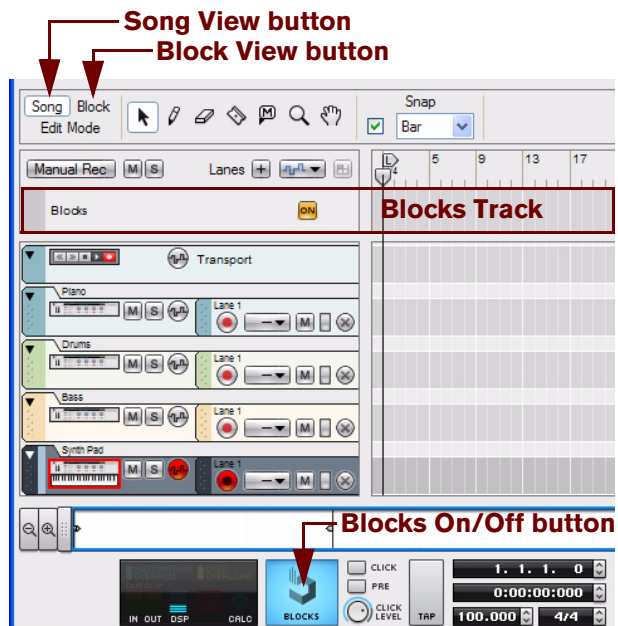 Song View button
Block View button
Song Block
Edit Mode
Snap
Bar
Manual Rec M S Lanes
L 5 9 13 17
4
Blocks ON Blocks Track
Transport
Piano
M S Lane 1 M
Drums
M S Lane 1 M
Bass
M S Lane 1 M
Synth Pad
M S Lane 1 M
Blocks On/Off button
CLICK
PRE
CLICK
LEVEL
IN OUT DSP CALC BLOCKS TAP
1. 1. 1. 0
0:00:00:000
100.000 4/4